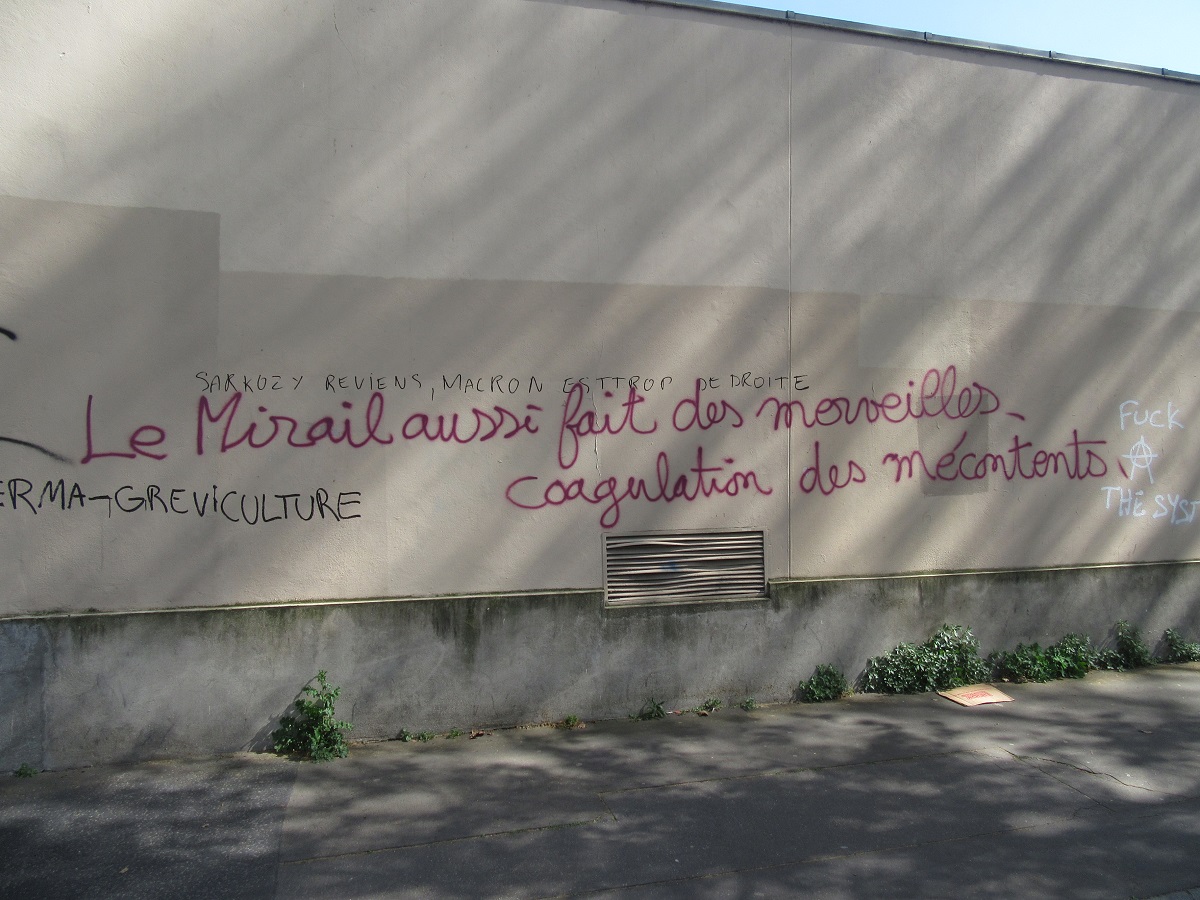 SARKOZY REVIENS, MACRON EST TROP DE DROITE
Le Mirail aussi fait des merveilles.
coagulation des mécontents.
ERMA-GREVICULTURE
FUCK
THE SYST